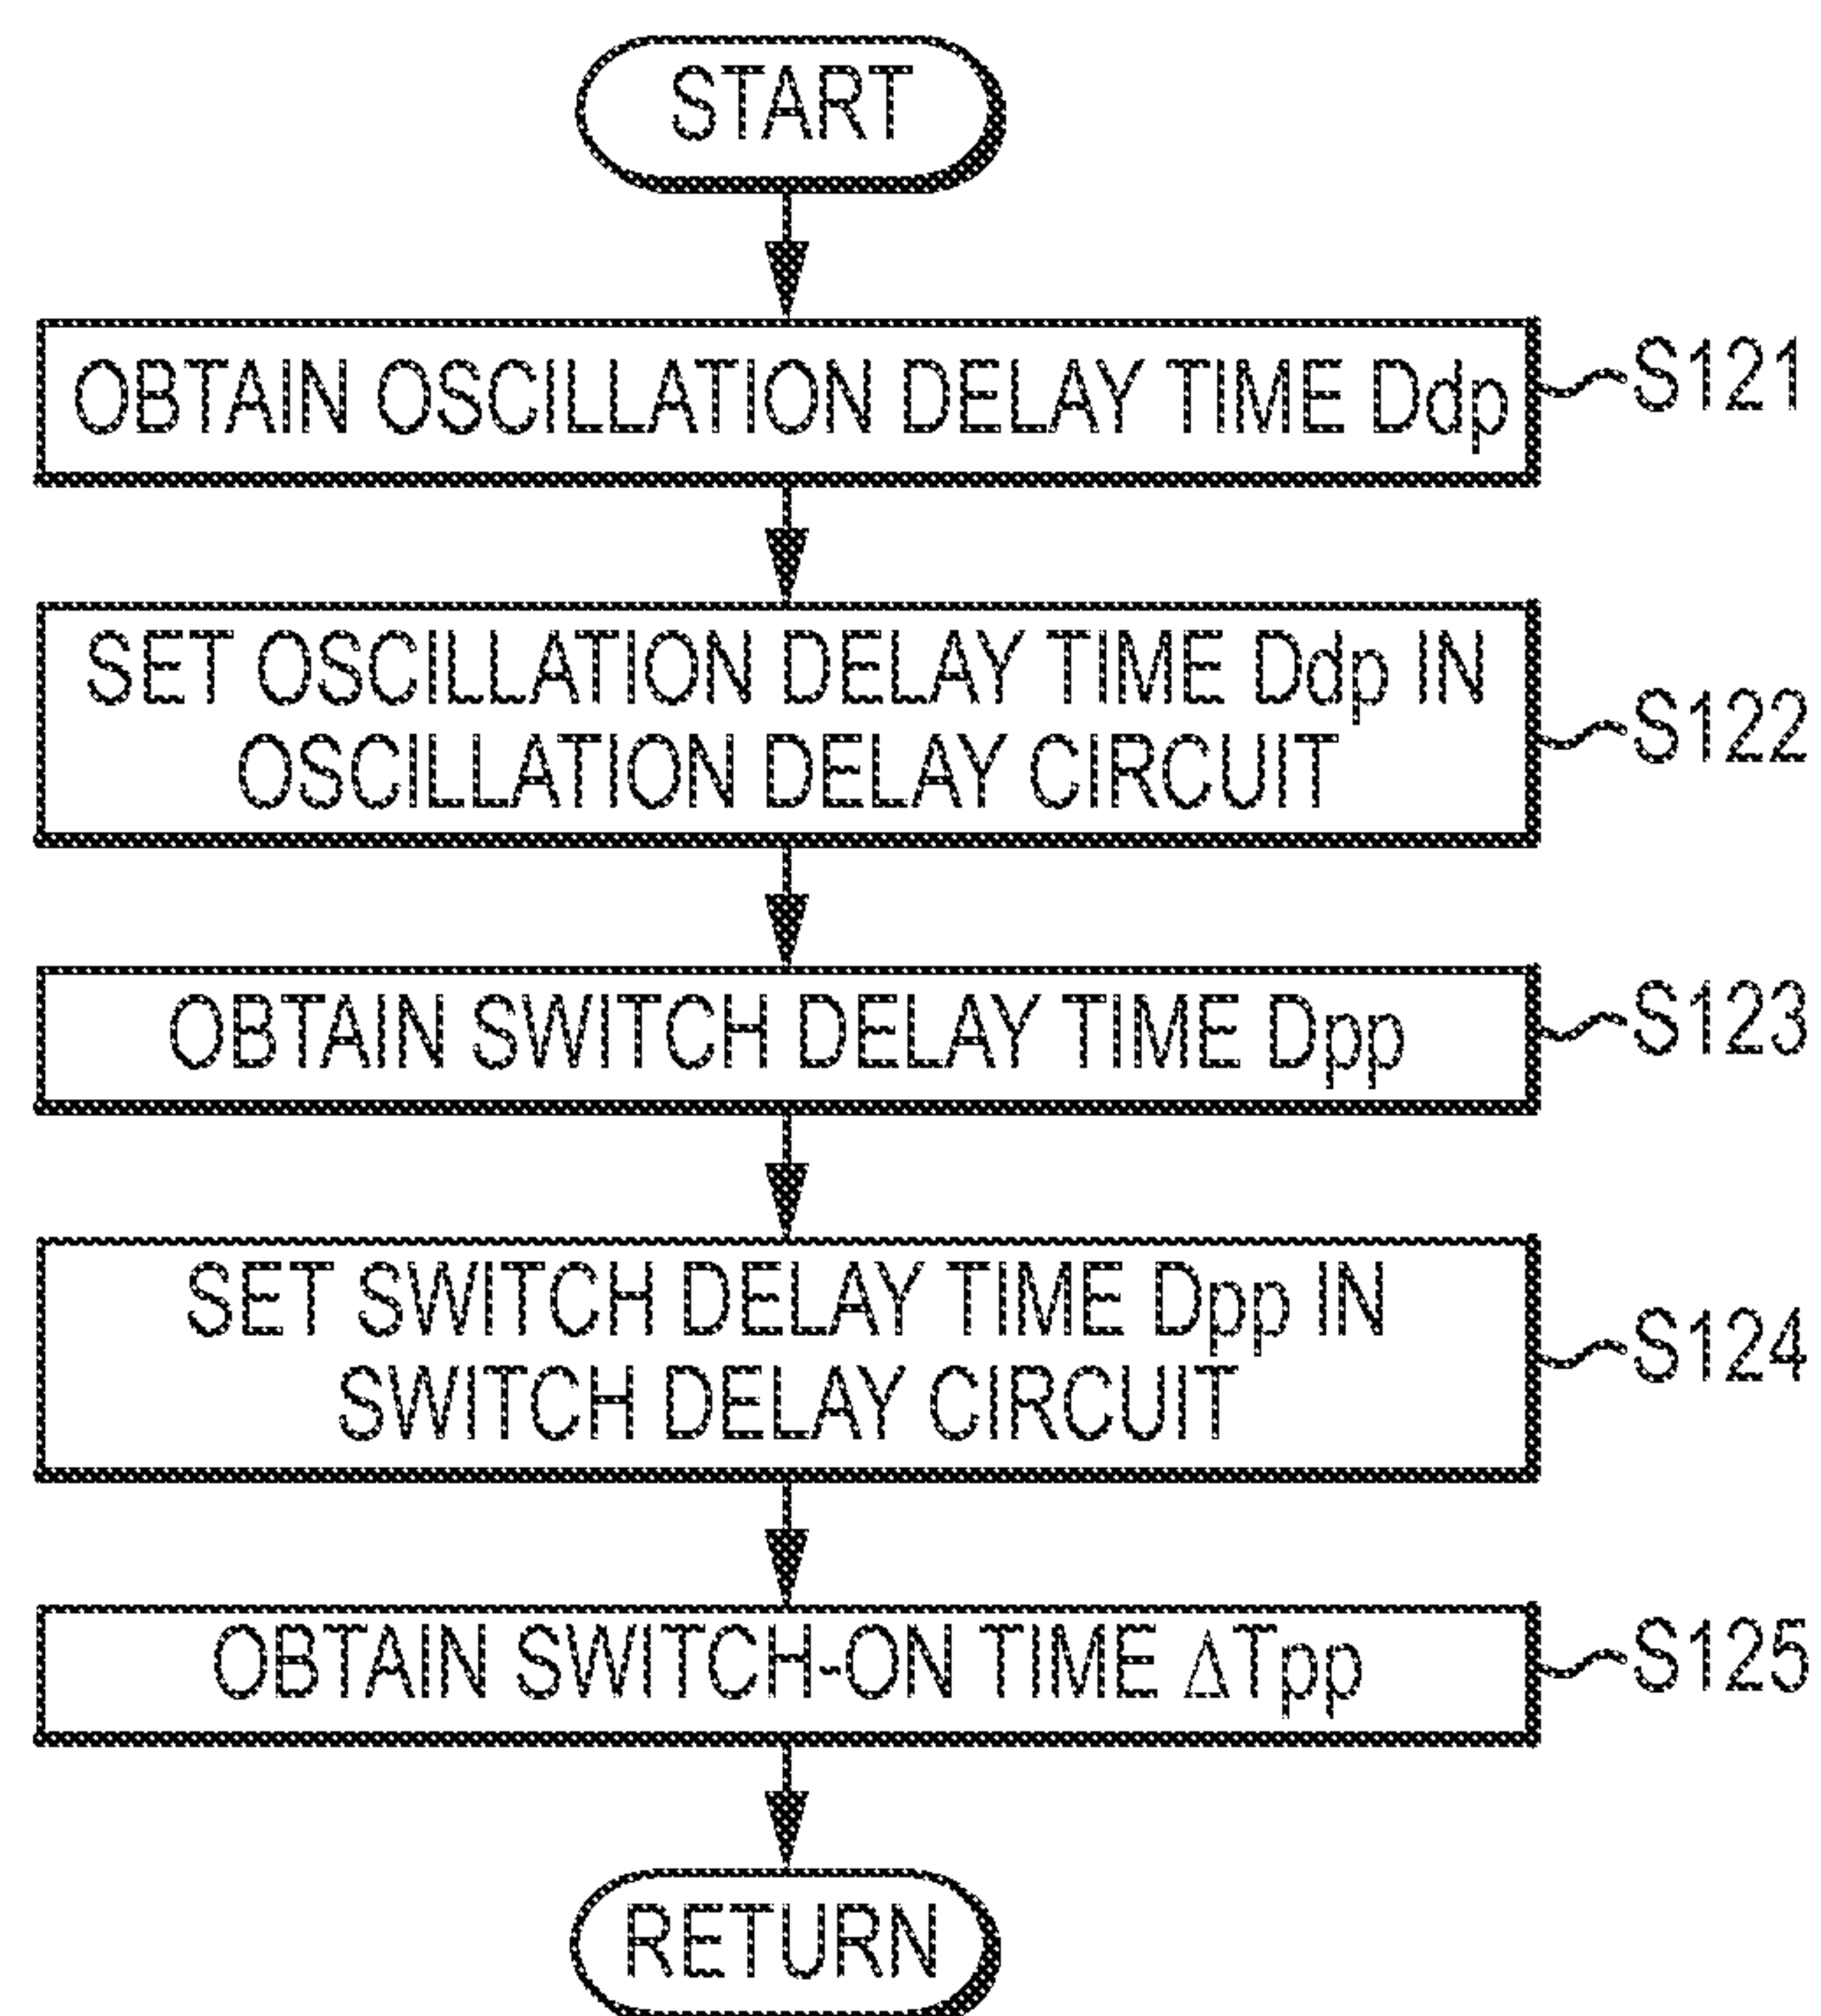 START
OBTAIN OSCILLATION DELAY TIME Ddp
S121
SET OSCILLATION DELAY TIME Ddp IN
OSCILLATION DELAY CIRCUIT
S122
OBTAIN SWITCH DELAY TIME Dpp
S123
SET SWITCH DELAY TIME Dpp IN
SWITCH DELAY CIRCUIT
S124
OBTAIN SWITCH-ON TIME ΔTpp
S125
RETURN